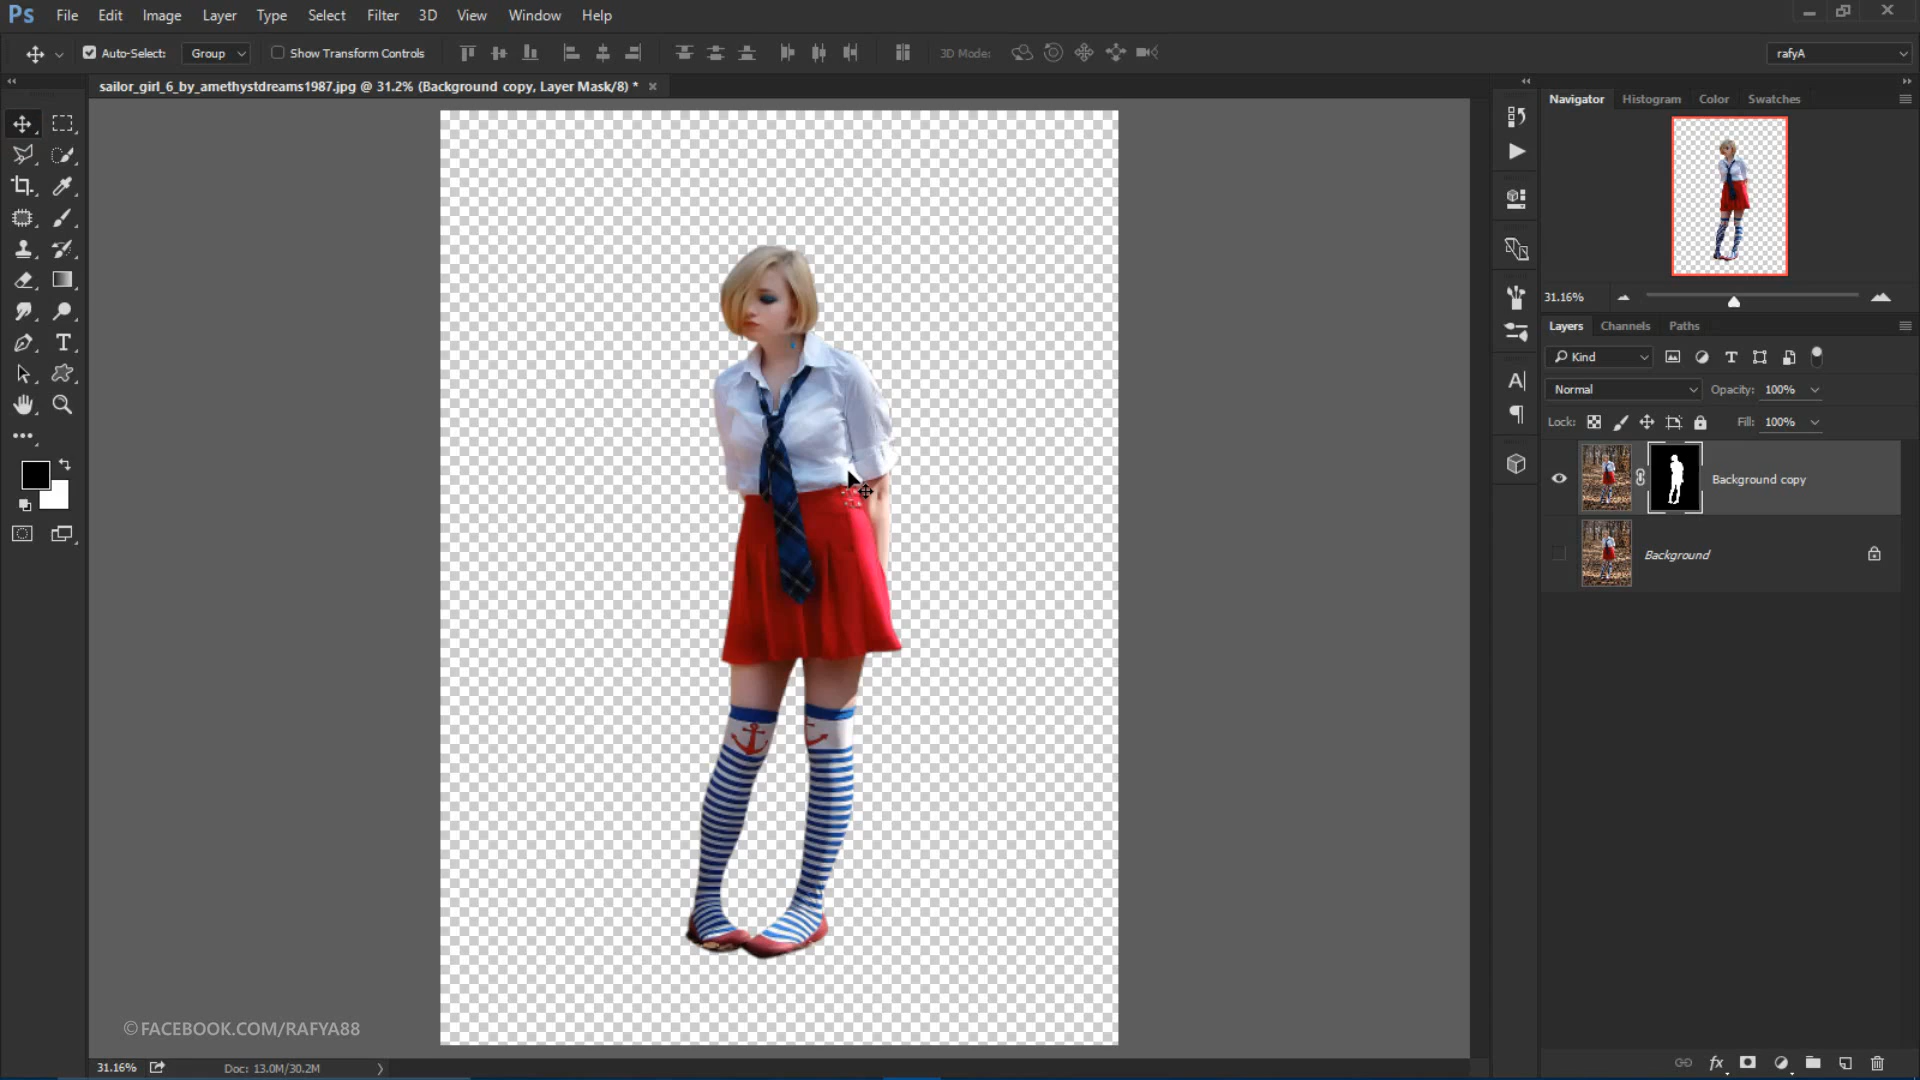 Ps File Edit Image Layer Type Select Filter 3D View Window Help
Auto-Select: Group Show Transform Controls 3D Mode: rafyA
sailor_girl_6_by_amethystdreams1987.jpg @ 31.2% (Background copy, Layer Mask/8) *
Navigator Histogram Color Swatches
31.16%
Layers Channels Paths
Kind
Normal Opacity: 100%
Lock: Fill: 100%
Background copy
Background
©FACEBOOK.COM/RAFYA88
31.16% Doc: 13.0M/30.2M